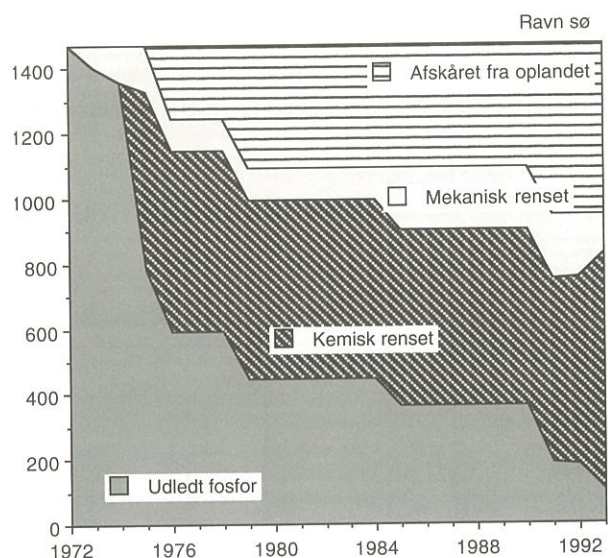 Ravn sø
1400
1200
1000
800
600
400
200
0
Afskåret fra oplandet
Mekanisk renset
Kemisk renset
Udledt fosfor
1972 1976 1980 1984 1988 1992